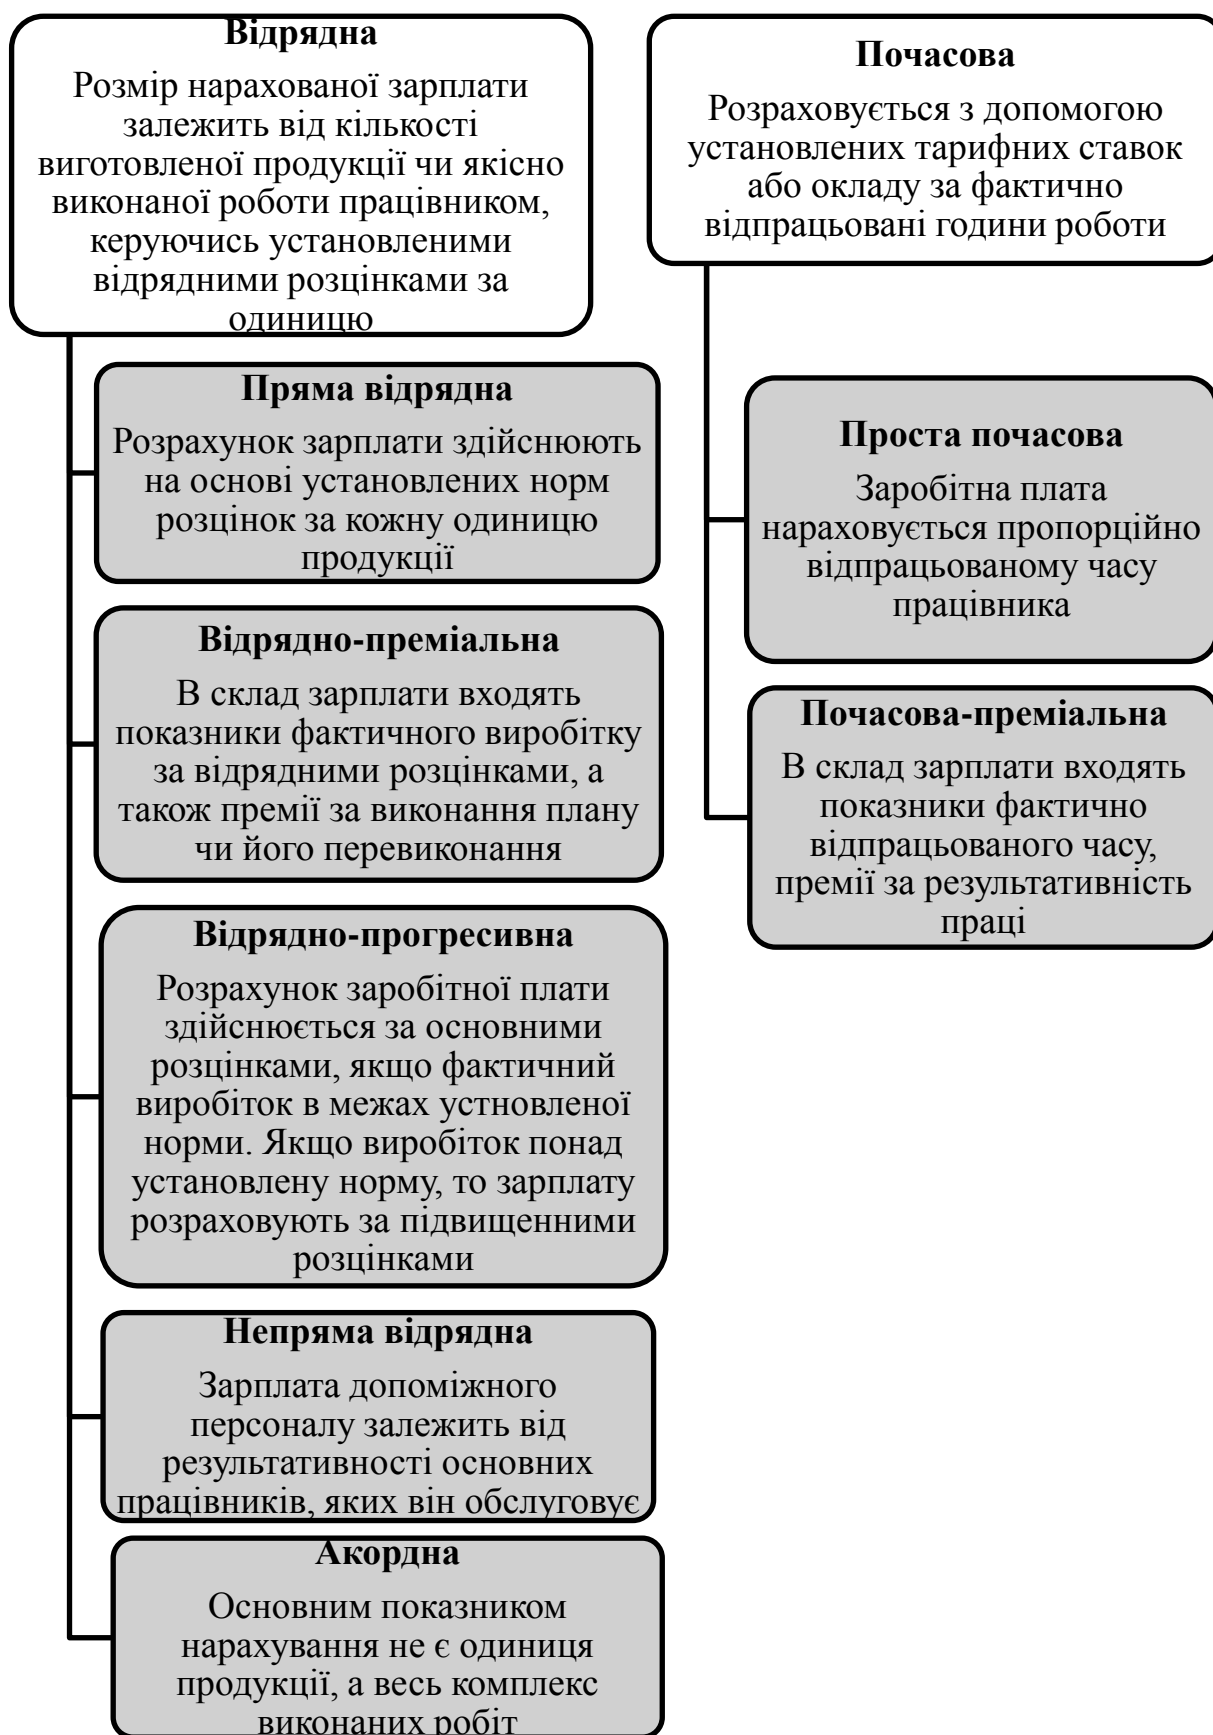 Відрядна
Розмір нарахованої зарплати
залежить від кількості
виготовленої продукції чи якісно
виконаної роботи працівником,
керуючись установленими
відрядними розцінками за
одиницю
Пряма відрядна
Розрахунок зарплати здійснюють
на основі установлених норм
розцінок за кожну одиницю
продукції
Відрядно-преміальна
В склад зарплати входять
показники фактичного виробітку
за відрядними розцінками, а
також премії за виконання плану
чи його перевиконання
Відрядно-прогресивна
Розрахунок заробітної плати
здійснюється за основними
розцінками, якщо фактичний
виробіток в межах устновленої
норми. Якщо виробіток понад
установлену норму, то зарплату
розраховують за підвищенними
розцінками
Непряма відрядна
Зарплата допоміжного
персоналу залежить від
результативності основних
працівників, яких він обслуговує
Акордна
Основним показником
нарахування не є одиниця
продукції, а весь комплекс
виконаних робіт
Почасова
Розраховується з допомогою
установлених тарифних ставок
або окладу за фактично
відпрацьовані години роботи
Проста почасова
Заробітна плата
нараховується пропорційно
відпрацьованому часу
працівника
Почасова-преміальна
В склад зарплати входять
показники фактично
відпрацьованого часу,
премії за результативність
праці